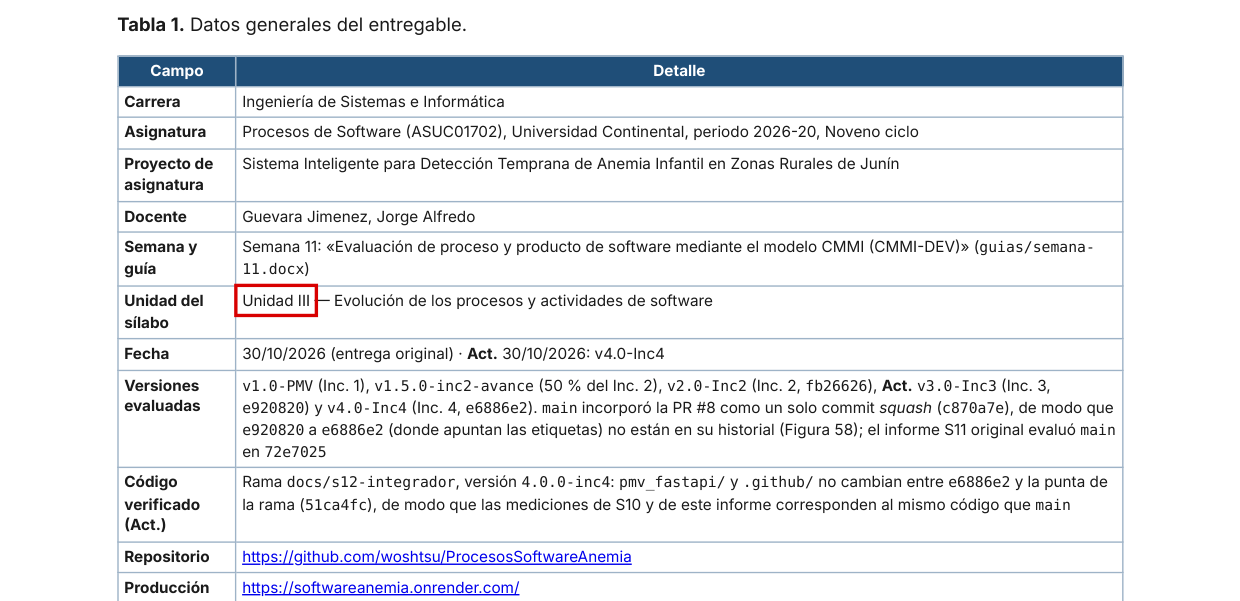 Tabla 1. Datos generales del entregable.
Campo Detalle
Carrera Ingeniería de Sistemas e Informática
Asignatura Procesos de Software (ASUC01702), Universidad Continental, periodo 2026-20, Noveno ciclo
Proyecto de Sistema Inteligente para Detección Temprana de Anemia Infantil en Zonas Rurales de Junín
asignatura
Docente Guevara Jimenez, Jorge Alfredo
Semana y Semana 11: «Evaluación de proceso y producto de software mediante el modelo CMMI (CMMI-DEV)» (guias/semana-
guía 11.docx)
Unidad del Unidad III — Evolución de los procesos y actividades de software
sílabo
Fecha 30/10/2026 (entrega original) · Act. 30/10/2026: v4.0-Inc4
Versiones v1.0-PMV (Inc. 1), v1.5.0-inc2-avance (50 % del Inc. 2), v2.0-Inc2 (Inc. 2, fb26626), Act. v3.0-Inc3 (Inc. 3,
evaluadas e920820) y v4.0-Inc4 (Inc. 4, e6886e2). main incorporó la PR #8 como un solo commit squash (c870a7e), de modo que
e920820 a e6886e2 (donde apuntan las etiquetas) no están en su historial (Figura 58); el informe S11 original evaluó main
en 72e7025
Código Rama docs/s12-integrador, versión 4.0.0-inc4: pmv_fastapi/ y .github/ no cambian entre e6886e2 y la punta de
verificado la rama (51ca4fc), de modo que las mediciones de S10 y de este informe corresponden al mismo código que main
(Act.)
Repositorio https://github.com/woshtsu/ProcesosSoftwareAnemia
Producción https://softwareanemia.onrender.com/